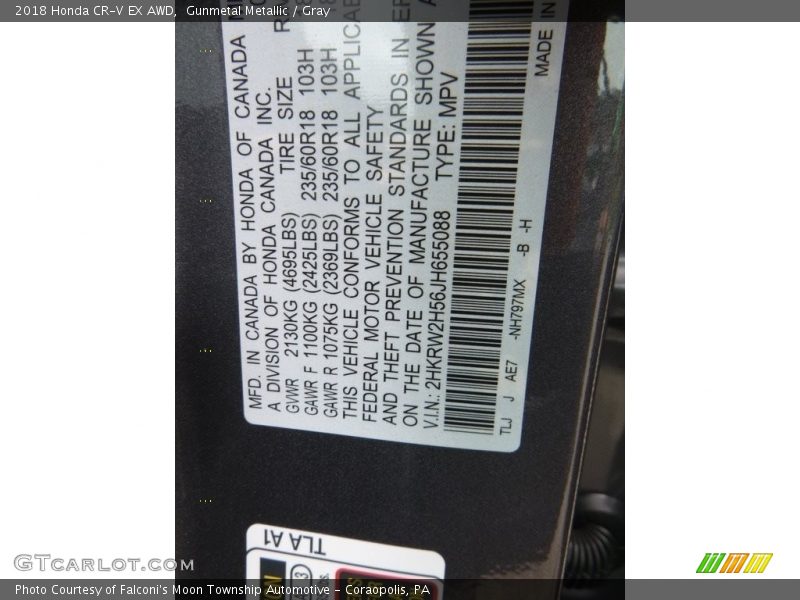 2018 Honda CR-V EX AWD, Gunmetal Metallic / Gray
MFD. IN CANADA BY HONDA OF CANADA
A DIVISION OF HONDA CANADA INC.
GVWR 2130KG (4695LBS) TIRE SIZE
GAWR F 1100KG (2425LBS) 235/60R18 103H
GAWR R 1075KG (2369LBS) 235/60R18 103H
THIS VEHICLE CONFORMS TO ALL
FEDERAL MOTOR VEHICLE SAFETY
AND THEFT PREVENTION STANDARDS IN
ON THE DATE OF MANUFACTURE SHOWN
V.I.N.: 2HKRW2H56JH655088 TYPE: MPV
MADE IN
TLJ J AE7 -NH797MX -B -H
TLA A1
GTCARLOT.COM
Photo Courtesy of Falconi's Moon Township Automotive - Coraopolis, PA